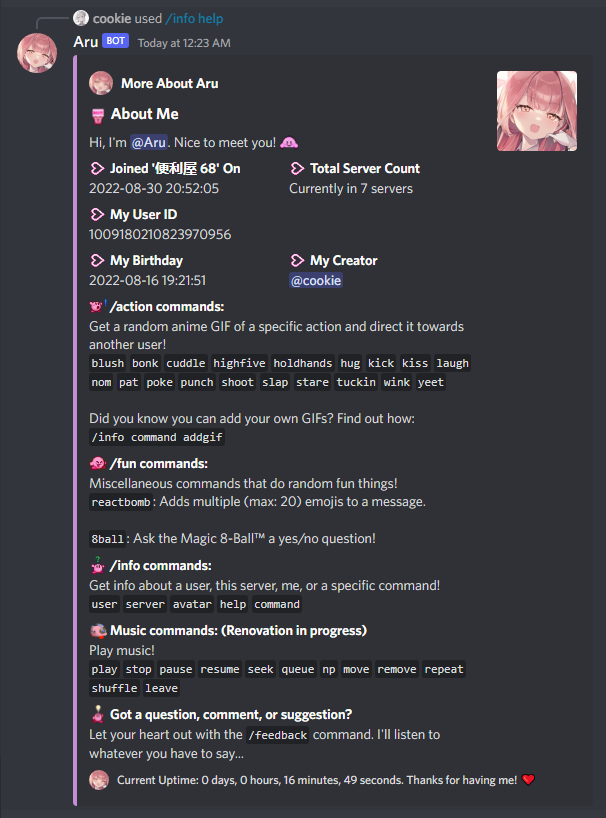 cookie used /info help
Aru BOT Today at 12:23 AM
More About Aru
About Me
Hi, I'm @Aru. Nice to meet you!
Joined '便利屋 68' On Total Server Count
2022-08-30 20:52:05 Currently in 7 servers
My User ID
1009180210823970956
My Birthday My Creator
2022-08-16 19:21:51 @cookie
/action commands:
Get a random anime GIF of a specific action and direct it towards
another user!
blush bonk cuddle highfive holdhands hug kick kiss laugh
nom pat poke punch shoot slap stare tuckin wink yeet
Did you know you can add your own GIFs? Find out how:
/info command addgif
/fun commands:
Miscellaneous commands that do random fun things!
reactbomb: Adds multiple (max: 20) emojis to a message.
8ball: Ask the Magic 8-Ball™ a yes/no question!
/info commands:
Get info about a user, this server, me, or a specific command!
user server avatar help command
Music commands: (Renovation in progress)
Play music!
play stop pause resume seek queue np move remove repeat
shuffle leave
Got a question, comment, or suggestion?
Let your heart out with the /feedback command. I'll listen to
whatever you have to say...
Current Uptime: 0 days, 0 hours, 16 minutes, 49 seconds. Thanks for having me!